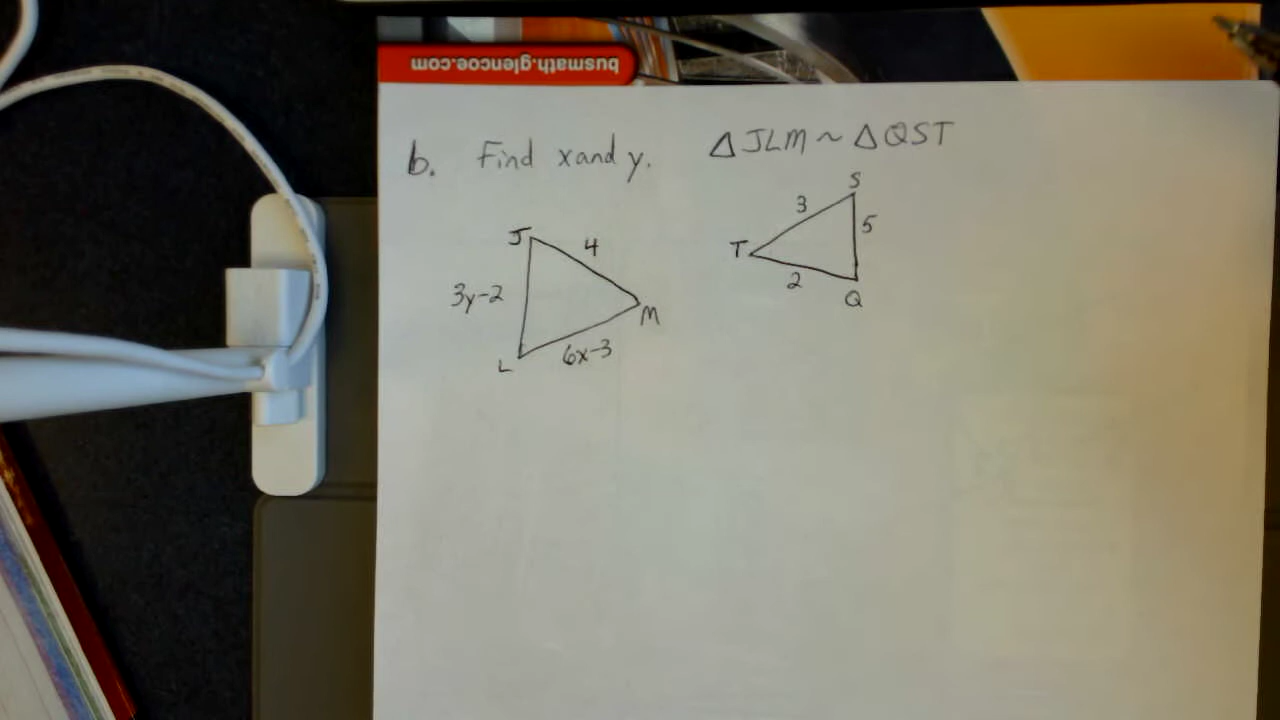 busmath.glencoe.com
b. Find x and y. △JLM ~ △QST
S
3
5
T
2
Q
J
4
3y-2
M
6x-3
L